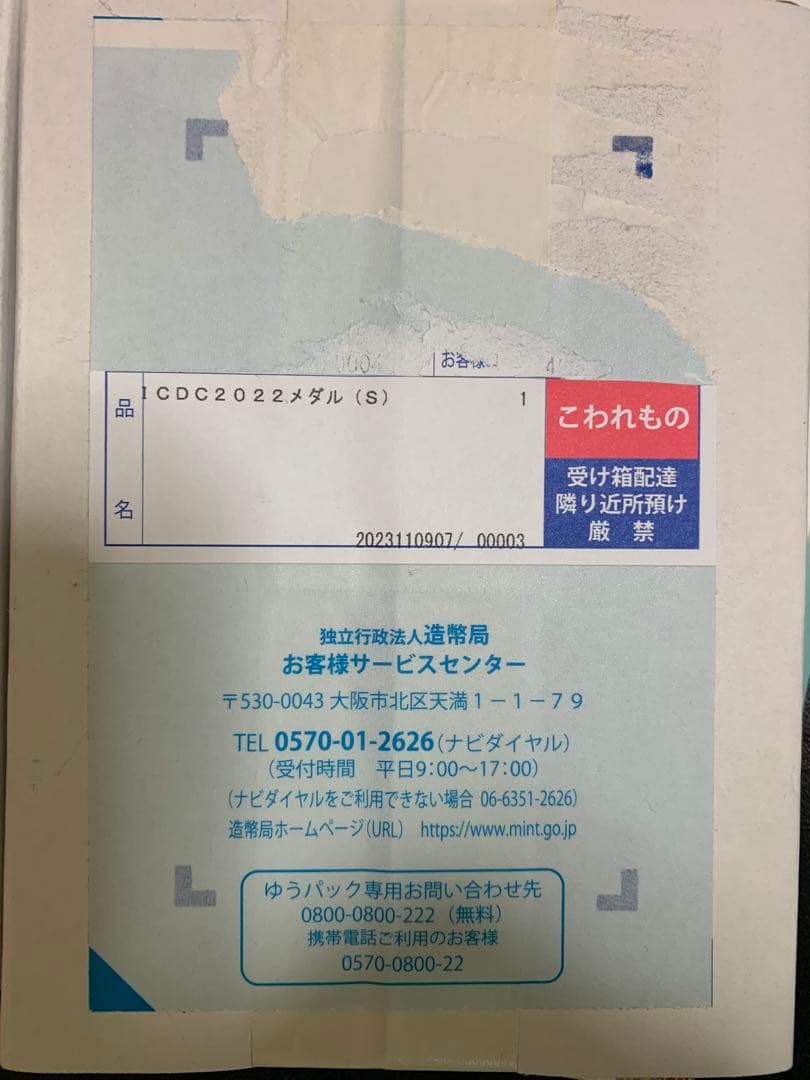 お客様
品名
ICDC2022メダル(S) 1
2023110907/ 00003
こわれもの
受け箱配達
隣り近所預け
厳 禁
独立行政法人造幣局
お客様サービスセンター
〒530-0043 大阪市北区天満1-1-79
TEL 0570-01-2626(ナビダイヤル)
(受付時間 平日9:00〜17:00)
(ナビダイヤルをご利用できない場合 06-6351-2626)
造幣局ホームページ(URL) https://www.mint.go.jp
ゆうパック専用お問い合わせ先
0800-0800-222(無料)
携帯電話ご利用のお客様
0570-0800-22